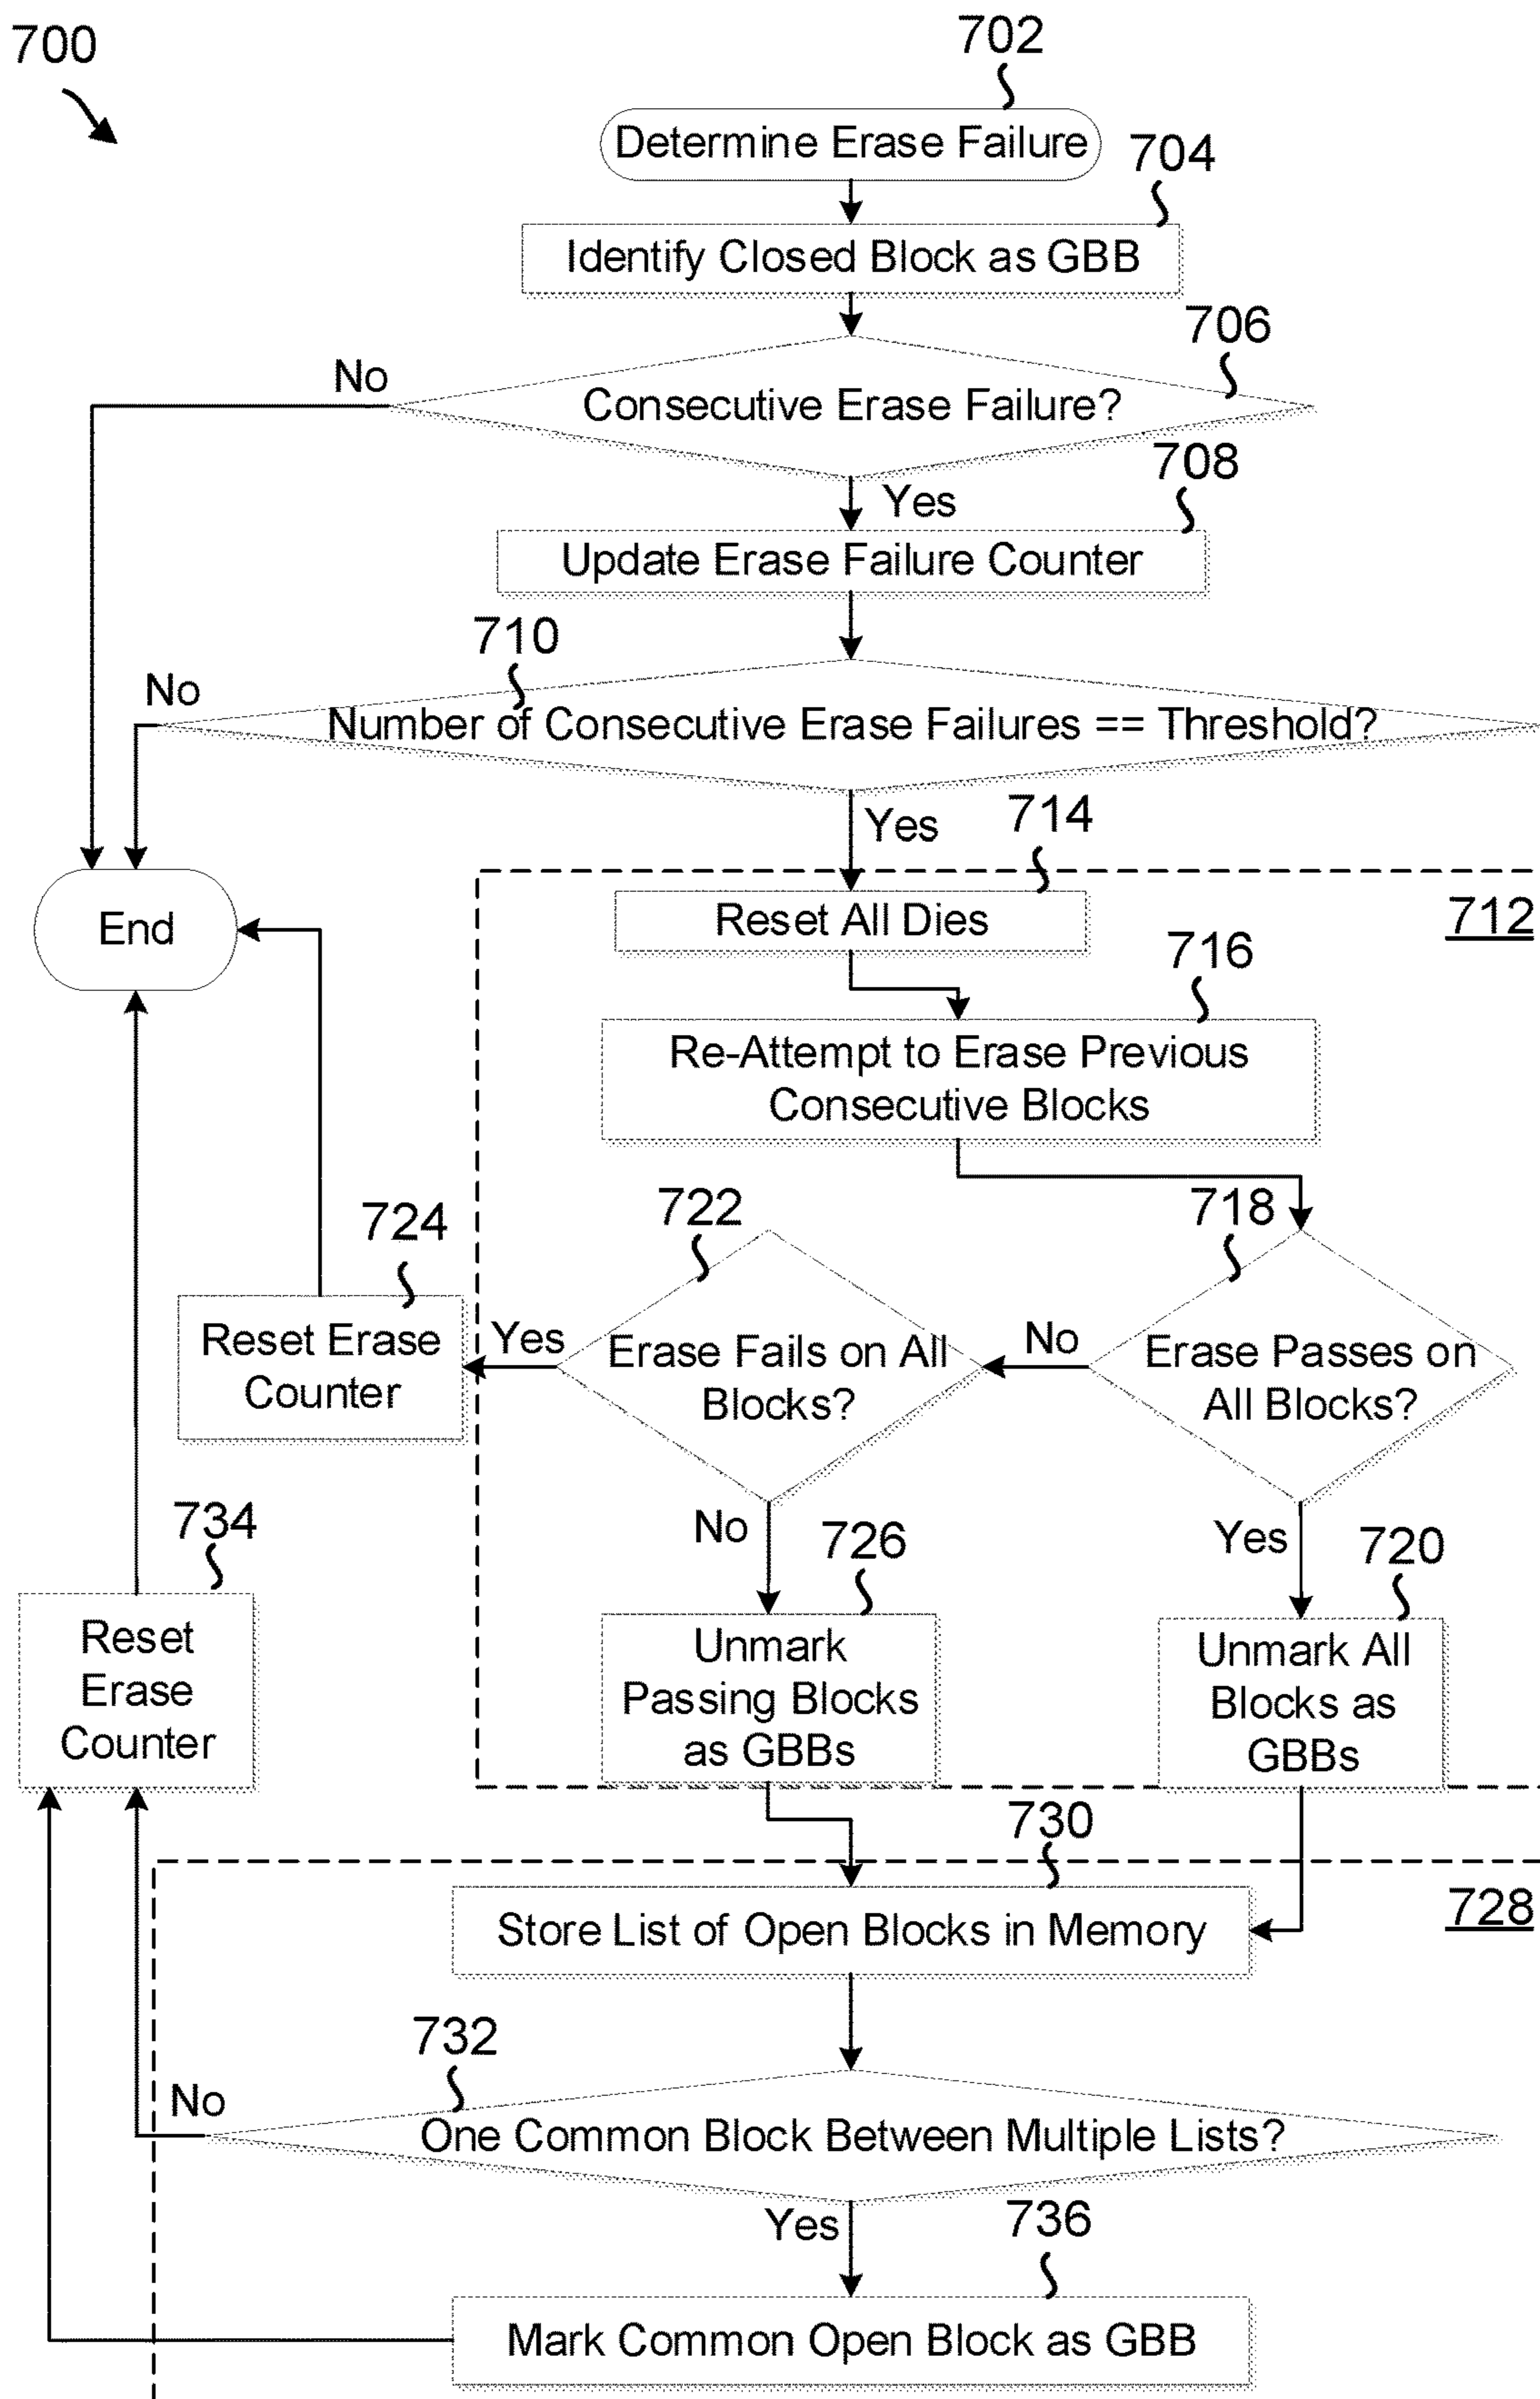 700
702
Determine Erase Failure
704
Identify Closed Block as GBB
706
No
Consecutive Erase Failure?
708
Yes
Update Erase Failure Counter
710
No
Number of Consecutive Erase Failures == Threshold?
Yes
714
End
Reset All Dies
712
716
Re-Attempt to Erase Previous
Consecutive Blocks
724
722
718
Reset Erase
Counter
Yes
Erase Fails on All
Blocks?
No
Erase Passes on
All Blocks?
734
No
726
Yes
720
Reset
Erase
Counter
Unmark
Passing Blocks
as GBBs
Unmark All
Blocks as
GBBs
730
Store List of Open Blocks in Memory
728
732
No
One Common Block Between Multiple Lists?
Yes
736
Mark Common Open Block as GBB